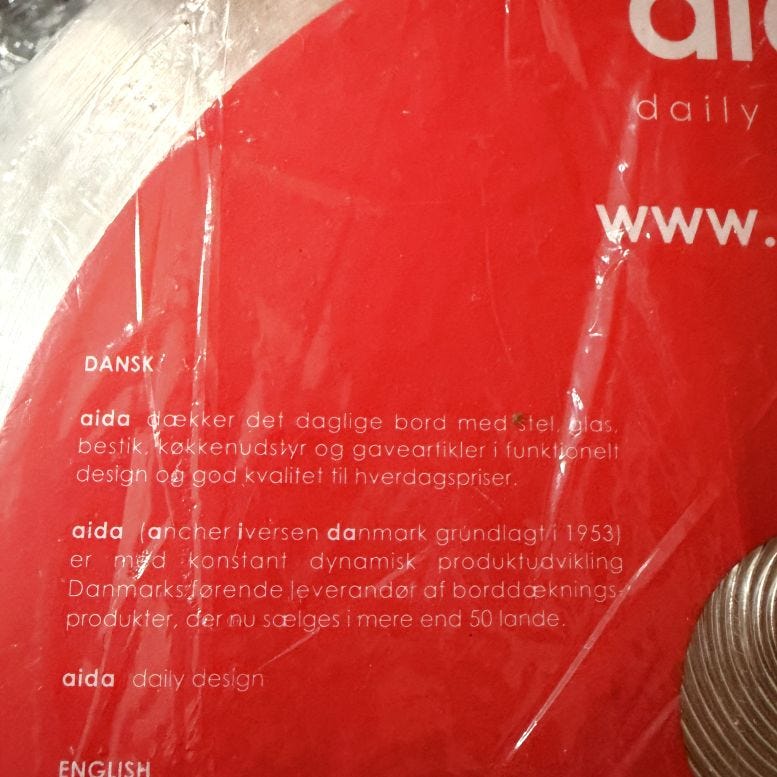 aida
daily
www.
DANSK
aida dækker det daglige bord med stel, glas,
bestik, køkkenudstyr og gaveartikler i funktionelt
design og god kvalitet til hverdagspriser.
aida (ancher iversen danmark grundlagt i 1953)
er med konstant dynamisk produktudvikling
Danmarks førende leverandør af borddæknings-
produkter, der nu sælges i mere end 50 lande.
aida daily design
ENGLISH